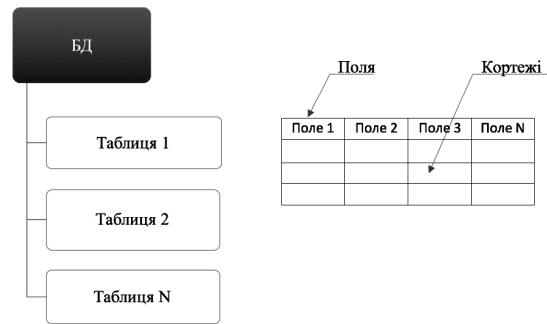 БД
Таблиця 1
Таблиця 2
Таблиця N
Поля
Кортежі
Поле 1 Поле 2 Поле 3 Поле N